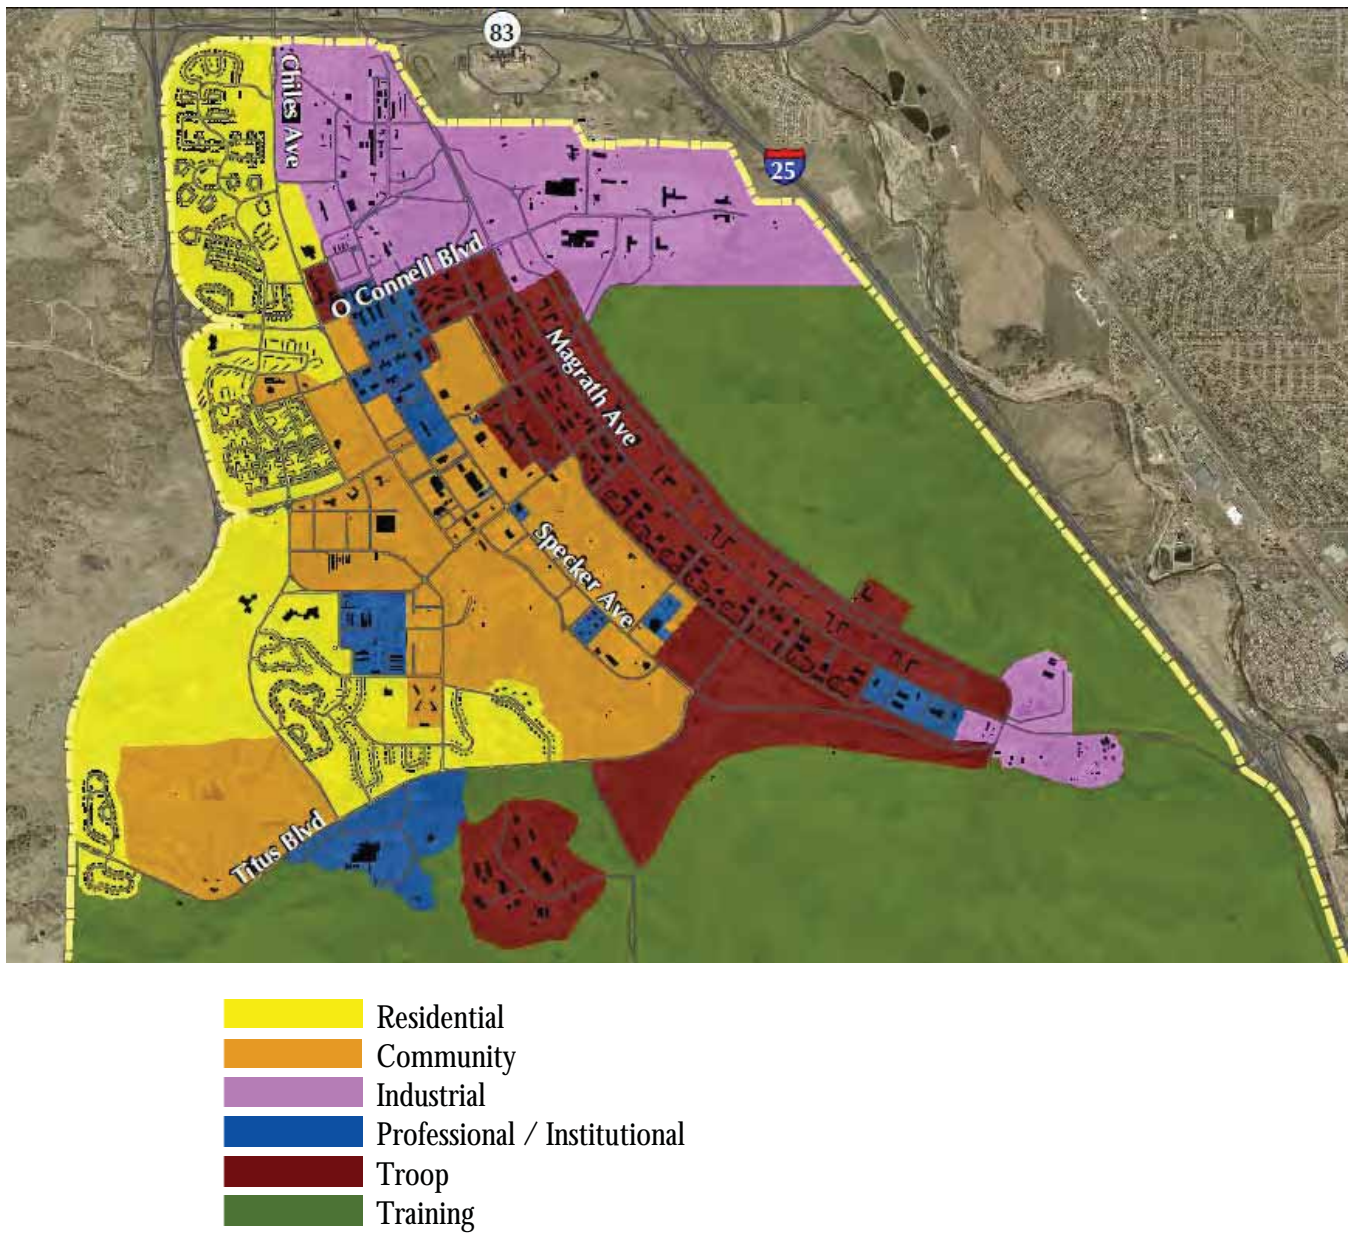 83
Chiles Ave
25
O Connell Blvd
Magrath Ave
Specker Ave
Titus Blvd
Residential
Community
Industrial
Professional / Institutional
Troop
Training